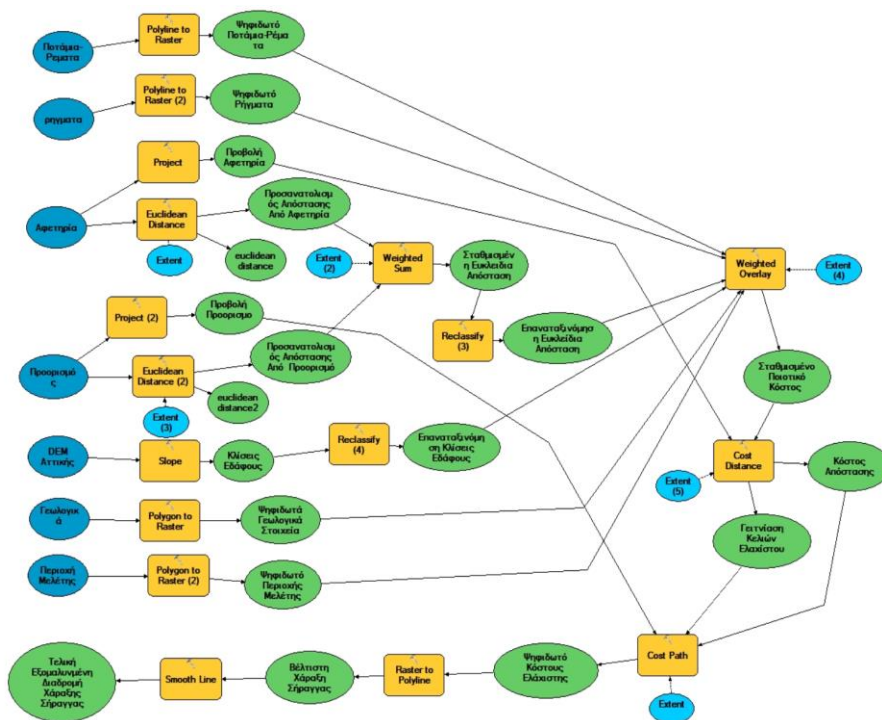 Ποτάμια-
Ρεματα
Polyline to
Raster
Ψηφιδωτό
Ποτάμια-Ρέμα
τα
ρηγματα
Polyline to
Raster (2)
Ψηφιδωτό
Ρήγματα
Αφετηρία
Project
Προβολή
Αφετηρία
Euclidean
Distance
Extent
Προσανατολισμ
ός Απόστασης
Από Αφετηρία
euclidean
distance
Extent
(2)
Weighted
Sum
Σταθμισμέν
η Ευκλειδια
Απόσταση
Reclassify
(3)
Επαναταξινόμησ
η Ευκλείδια
Απόσταση
Weighted
Overlay
Extent
(4)
Προορισμό
ς
Project (2)
Προβολή
Προορισμο
Euclidean
Distance (2)
Extent
(3)
Προσανατολισμ
ός Απόστασης
Από Προορισμό
euclidean
distance2
DEM
Αττικής
Slope
Κλίσεις
Εδάφους
Reclassify
(4)
Επαναταξινόμη
ση Κλίσεις
Εδάφους
Σταθμισμένο
Ποιοτικό
Κόστος
Cost
Distance
Extent
(5)
Κόστος
Απόστασης
Γειτνίαση
Κελιών
Ελαχίστου
Γεωλογικ
ά
Polygon to
Raster
Ψηφιδωτά
Γεωλογικά
Στοιχεία
Περιοχή
Μελέτης
Polygon to
Raster (2)
Ψηφιδωτό
Περιοχής
Μελέτης
Cost Path
Extent
Ψηφιδωτό
Κόστους
Ελάχιστης
Raster to
Polyline
Βέλτιστη
Χάραξη
Σήραγγας
Smooth Line
Τελική
Εξομαλυνμένη
Διαδρομή
Χάραξης
Σήραγγας